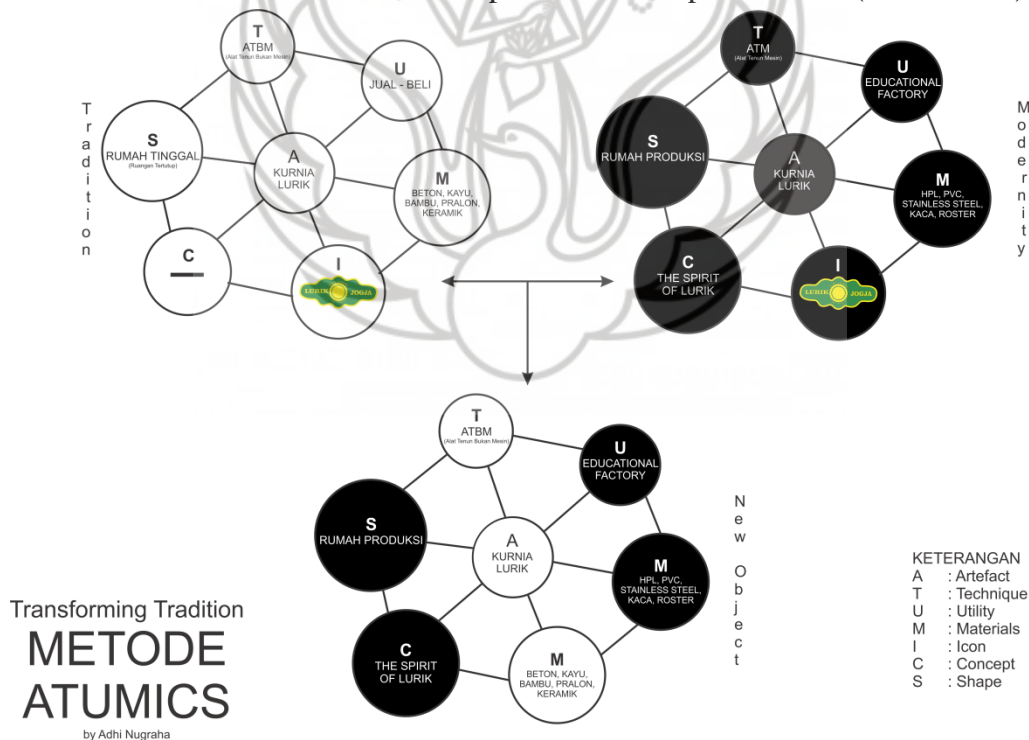 Tradition
T
ATBM
(Alat Tenun Bukan Mesin)
U
JUAL - BELI
S
RUMAH TINGGAL
(Ruangan Tertutup)
A
KURNIA
LURIK
M
BETON, KAYU,
BAMBU, PRALON,
KERAMIK
C
I
LURIK JOGJA
T
ATM
(Alat Tenun Mesin)
U
EDUCATIONAL
FACTORY
S
RUMAH PRODUKSI
A
KURNIA
LURIK
M
HPL, PVC,
STAINLESS STEEL,
KACA, ROSTER
C
THE SPIRIT
OF LURIK
I
LURIK JOGJA
Modernity
T
ATBM
(Alat Tenun Bukan Mesin)
U
EDUCATIONAL
FACTORY
S
RUMAH PRODUKSI
A
KURNIA
LURIK
M
HPL, PVC,
STAINLESS STEEL,
KACA, ROSTER
C
THE SPIRIT
OF LURIK
M
BETON, KAYU,
BAMBU, PRALON,
KERAMIK
New Object
Transforming Tradition
METODE
ATUMICS
by Adhi Nugraha
KETERANGAN
A : Artefact
T : Technique
U : Utility
M : Materials
I : Icon
C : Concept
S : Shape